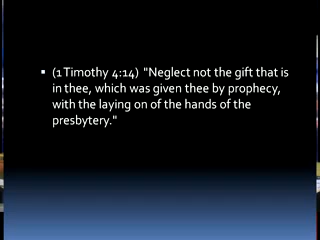 (1 Timothy 4:14) "Neglect not the gift that is
in thee, which was given thee by prophecy,
with the laying on of the hands of the
presbytery."